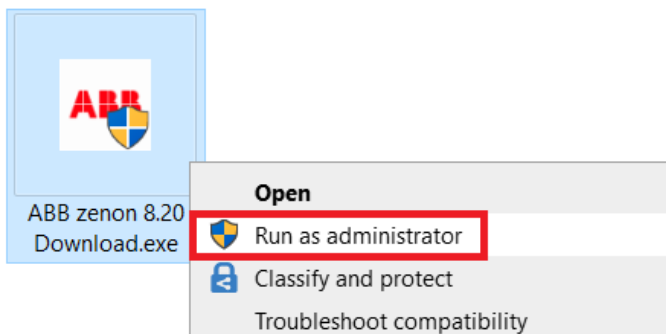 ABB
ABB zenon 8.20
Download.exe
Open
Run as administrator
Classify and protect
Troubleshoot compatibility